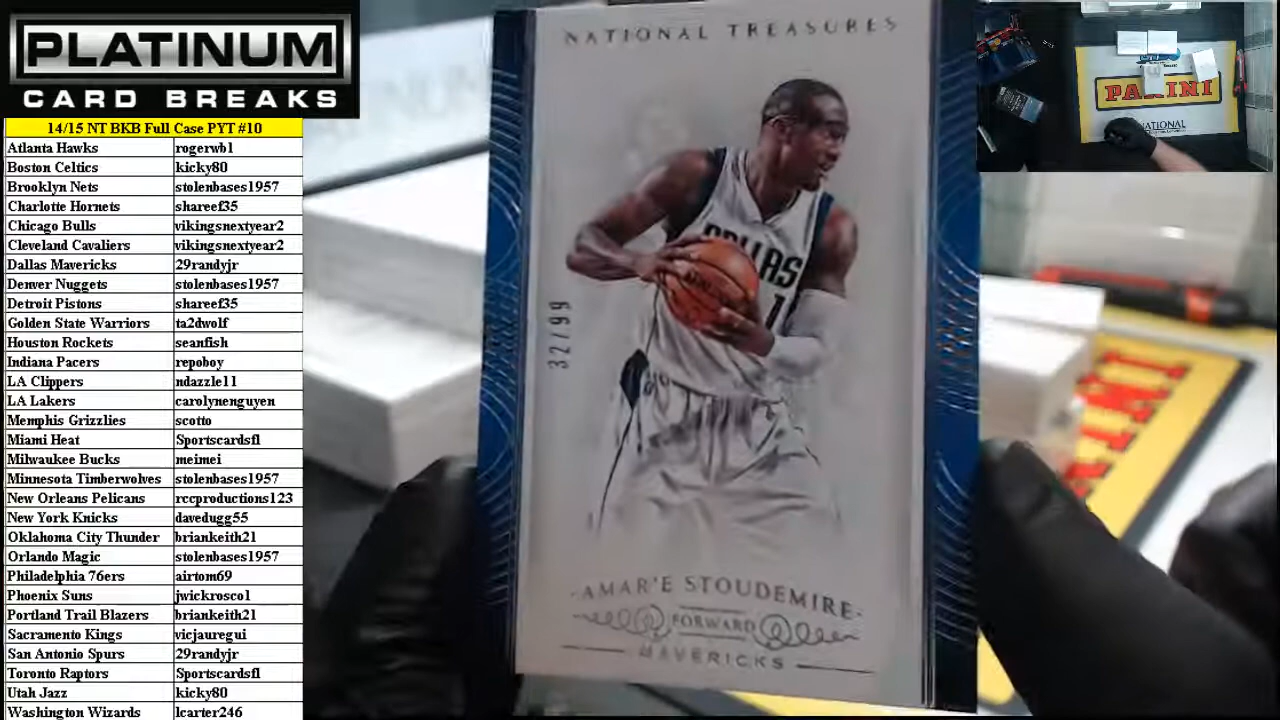 PLATINUM
CARD BREAKS
14/15 NT BKB Full Case PYT #10
Atlanta Hawks rogerwb1
Boston Celtics kicky80
Brooklyn Nets stolenbases1957
Charlotte Hornets shareef35
Chicago Bulls vikingsnextyear2
Cleveland Cavaliers vikingsnextyear2
Dallas Mavericks 29randyjr
Denver Nuggets stolenbases1957
Detroit Pistons shareef35
Golden State Warriors ta2dwolf
Houston Rockets seanfish
Indiana Pacers repoboy
LA Clippers ndazzle11
LA Lakers carolynenguyen
Memphis Grizzlies scotto
Miami Heat Sportscardsfl
Milwaukee Bucks meimei
Minnesota Timberwolves stolenbases1957
New Orleans Pelicans rccproductions123
New York Knicks davedugg55
Oklahoma City Thunder briankeith21
Orlando Magic stolenbases1957
Philadelphia 76ers airtom69
Phoenix Suns jwickrosco1
Portland Trail Blazers briankeith21
Sacramento Kings vicjauregui
San Antonio Spurs 29randyjr
Toronto Raptors Sportscardsfl
Utah Jazz kicky80
Washington Wizards lcarter246
NATIONAL TREASURES
DALLAS
1
32/99
·AMAR'E STOUDEMIRE·
FORWARD
MAVERICKS
PANINI
NATIONAL